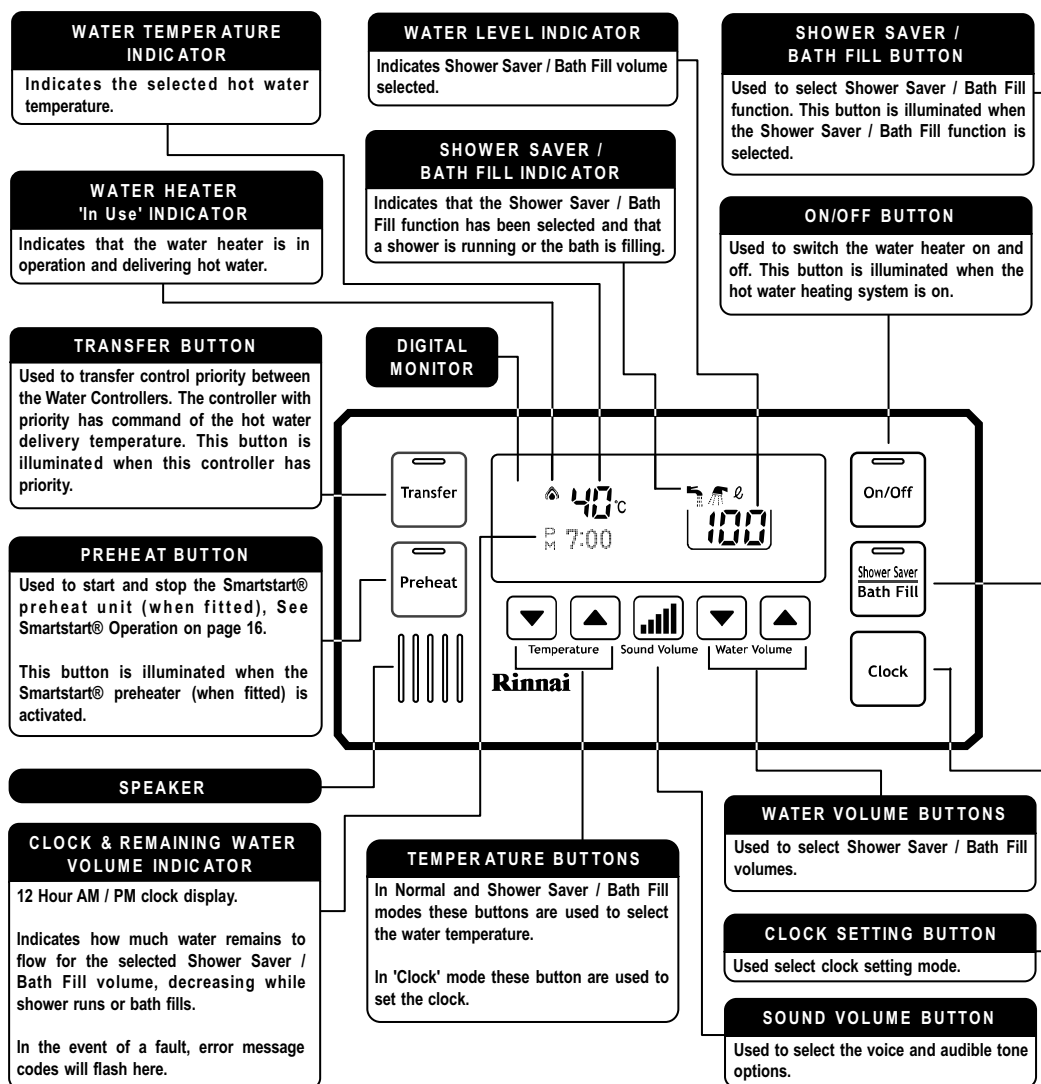 WATER TEMPERATURE
INDICATOR
Indicates the selected hot water
temperature.
WATER LEVEL INDICATOR
Indicates Shower Saver / Bath Fill volume
selected.
SHOWER SAVER /
BATH FILL BUTTON
Used to select Shower Saver / Bath Fill
function. This button is illuminated when
the Shower Saver / Bath Fill function is
selected.
WATER HEATER
'In Use' INDICATOR
Indicates that the water heater is in
operation and delivering hot water.
SHOWER SAVER /
BATH FILL INDICATOR
Indicates that the Shower Saver / Bath
Fill function has been selected and that
a shower is running or the bath is filling.
ON/OFF BUTTON
Used to switch the water heater on and
off. This button is illuminated when the
hot water heating system is on.
TRANSFER BUTTON
Used to transfer control priority between
the Water Controllers. The controller with
priority has command of the hot water
delivery temperature. This button is
illuminated when this controller has
priority.
DIGITAL
MONITOR
PREHEAT BUTTON
Used to start and stop the Smartstart®
preheat unit (when fitted), See
Smartstart® Operation on page 16.
This button is illuminated when the
Smartstart® preheater (when fitted) is
activated.
Transfer
Preheat
40°C
PM 7:00
ℓ
100
On/Off
Shower Saver
Bath Fill
Clock
Temperature
Sound Volume
Water Volume
Rinnai
SPEAKER
CLOCK & REMAINING WATER
VOLUME INDICATOR
12 Hour AM / PM clock display.
Indicates how much water remains to
flow for the selected Shower Saver /
Bath Fill volume, decreasing while
shower runs or bath fills.
In the event of a fault, error message
codes will flash here.
TEMPERATURE BUTTONS
In Normal and Shower Saver / Bath Fill
modes these buttons are used to select
the water temperature.
In 'Clock' mode these button are used to
set the clock.
WATER VOLUME BUTTONS
Used to select Shower Saver / Bath Fill
volumes.
CLOCK SETTING BUTTON
Used select clock setting mode.
SOUND VOLUME BUTTON
Used to select the voice and audible tone
options.